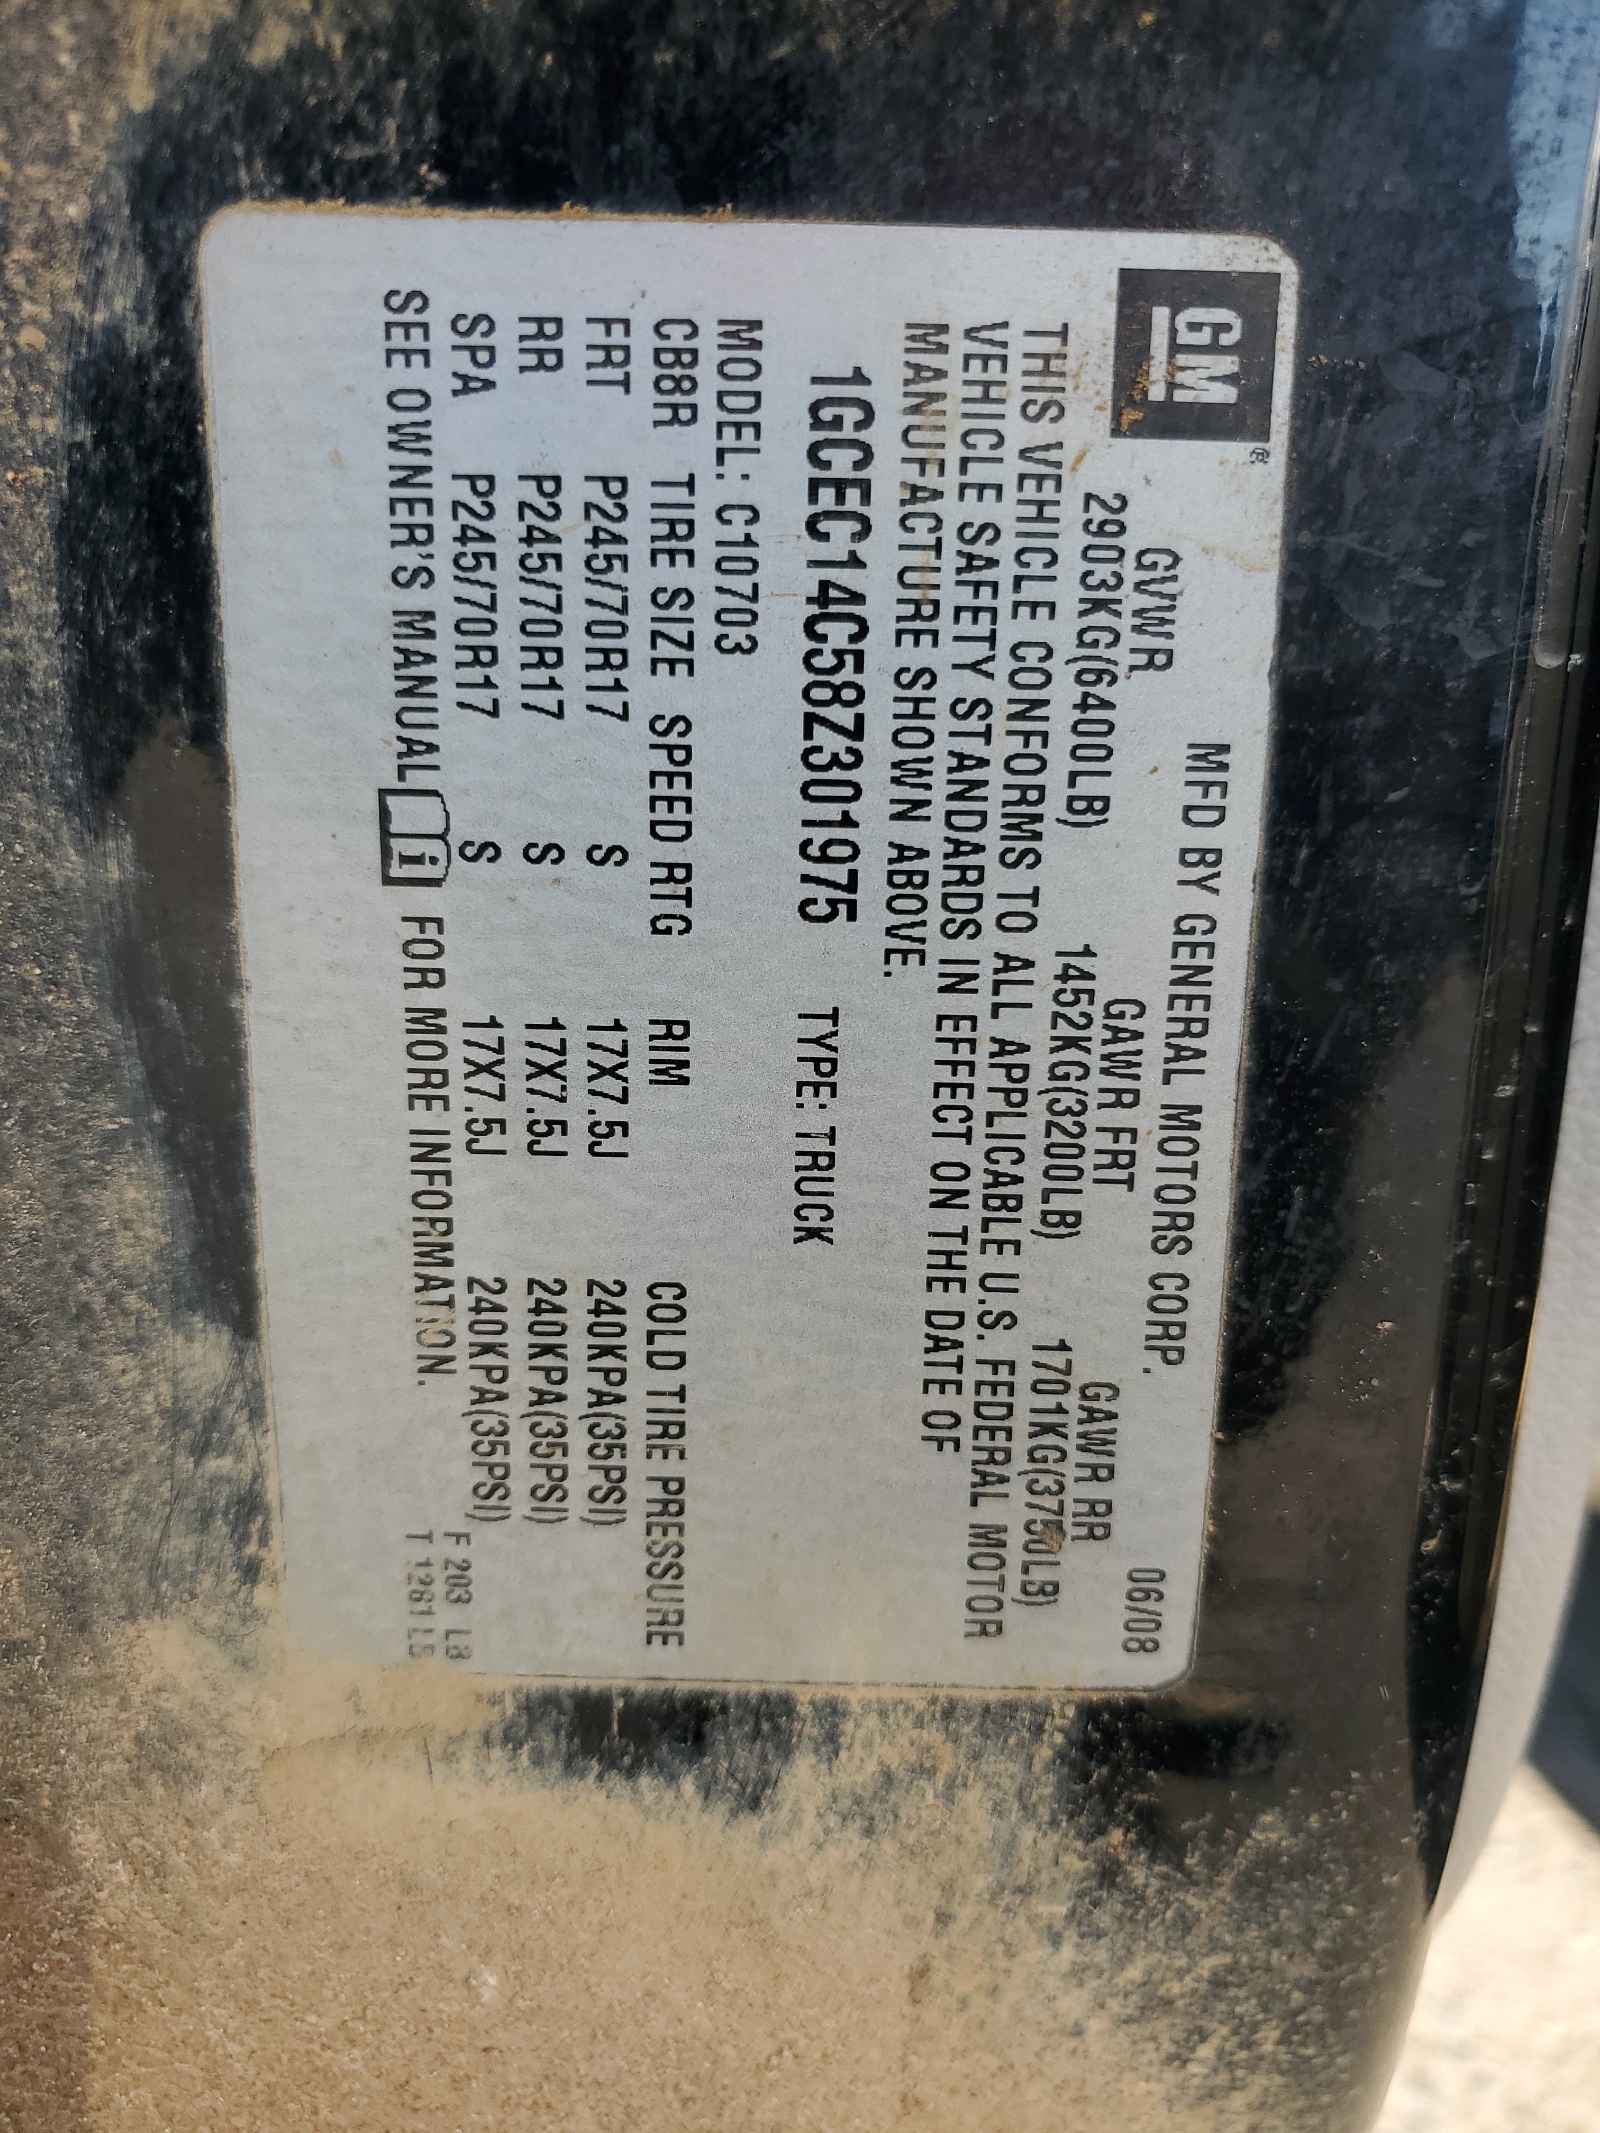 GM ®
MFD BY GENERAL MOTORS CORP. 06/08
GVWR GAWR FRT GAWR RR
2903KG(6400LB) 1452KG(3200LB) 1701KG(3750LB)
THIS VEHICLE CONFORMS TO ALL APPLICABLE U.S. FEDERAL MOTOR
VEHICLE SAFETY STANDARDS IN EFFECT ON THE DATE OF
MANUFACTURE SHOWN ABOVE.
1GCEC14C58Z301975 TYPE: TRUCK
MODEL: C10703
CB8R TIRE SIZE SPEED RTG RIM COLD TIRE PRESSURE
FRT P245/70R17 S 17X7.5J 240KPA(35PSI)
RR P245/70R17 S 17X7.5J 240KPA(35PSI)
SPA P245/70R17 S 17X7.5J 240KPA(35PSI)
SEE OWNER'S MANUAL i FOR MORE INFORMATION.
F 203 LB
T 1281 LB